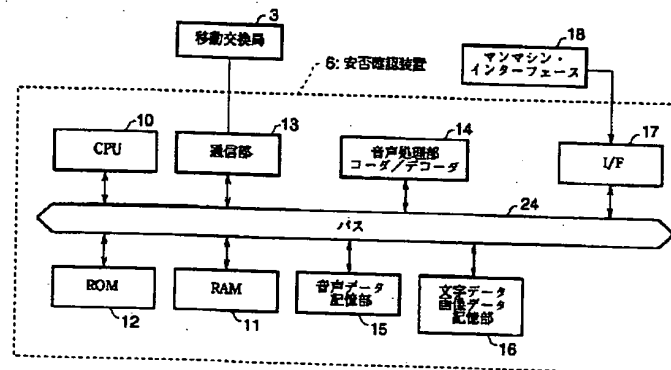 3
移動交換局
6: 安否確認装置
18
マンマシン・
インターフェース
10
CPU
13
通信部
14
音声処理部
コーダ/デコーダ
17
I/F
24
バス
ROM
12
RAM
11
音声データ
記憶部
15
文字データ
画像データ
記憶部
16